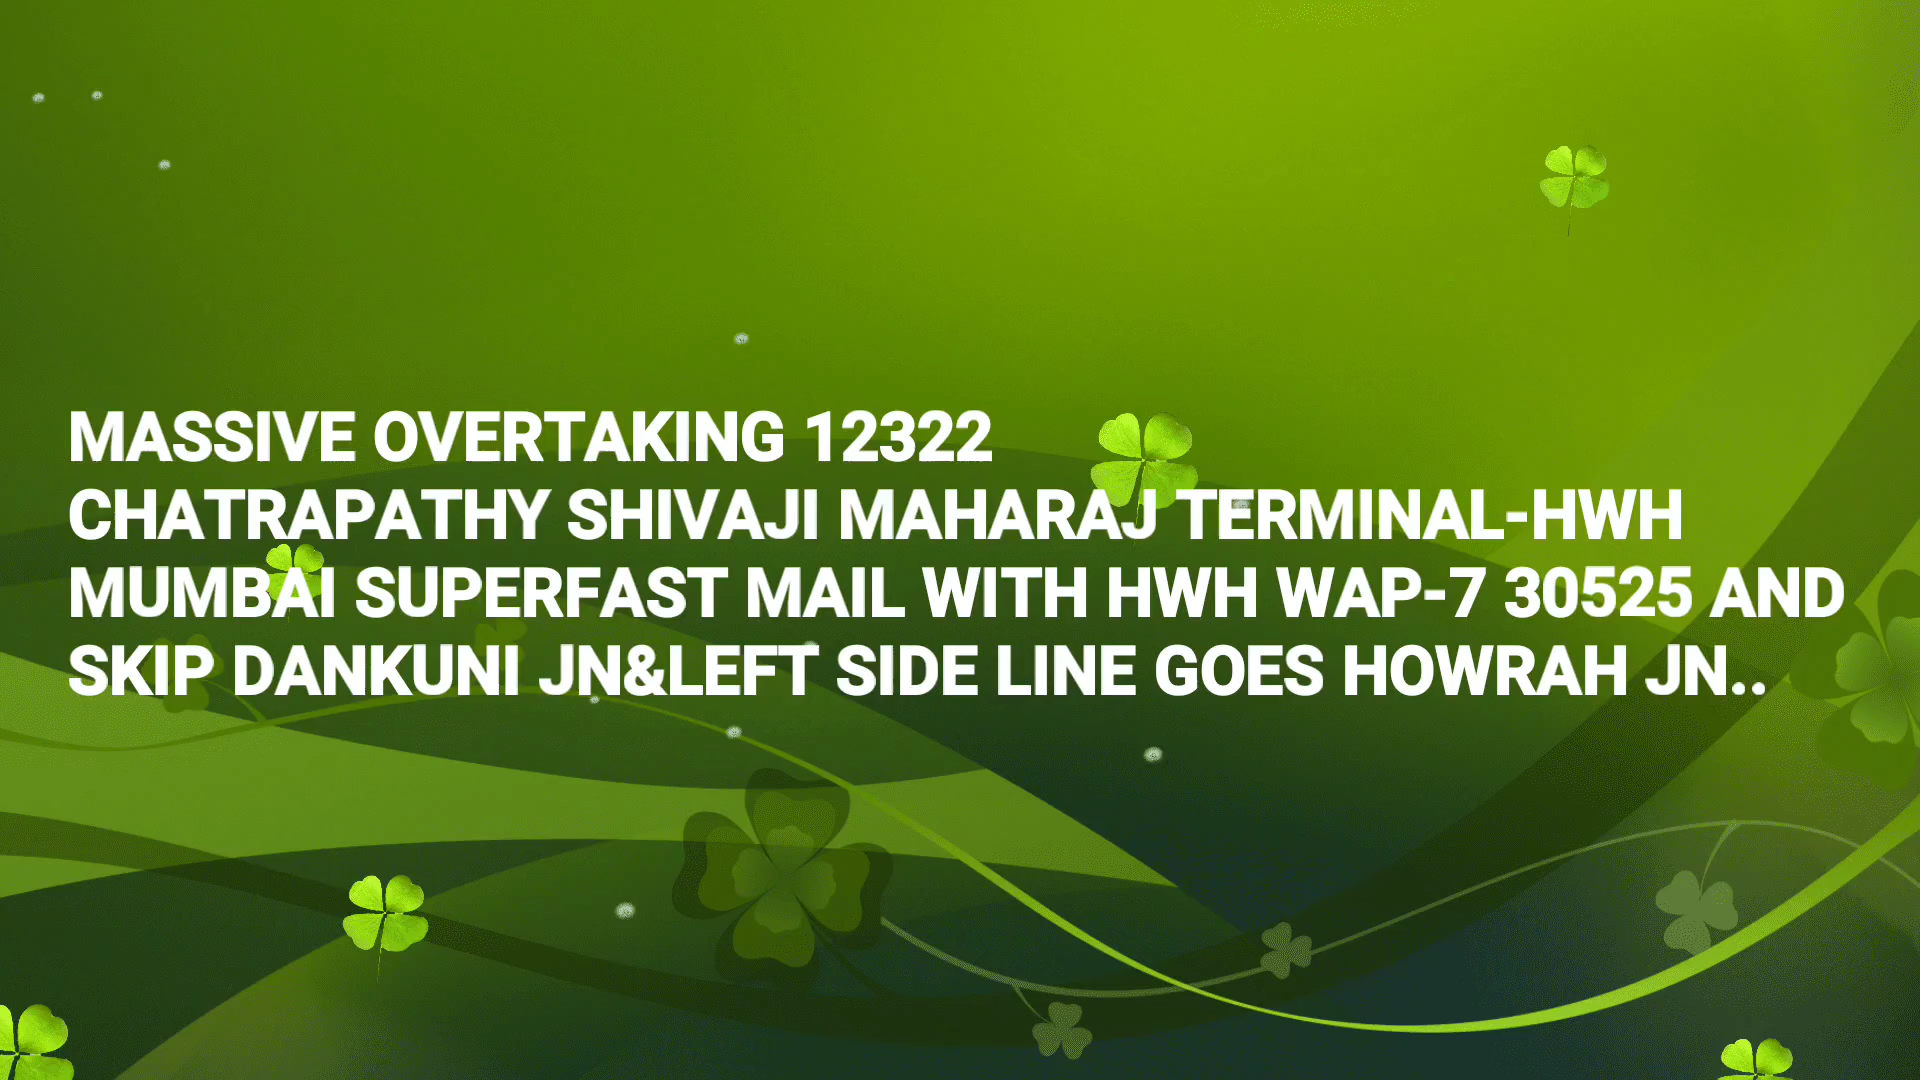 MASSIVE OVERTAKING 12322
CHATRAPATHY SHIVAJI MAHARAJ TERMINAL-HWH
MUMBAI SUPERFAST MAIL WITH HWH WAP-7 30525 AND
SKIP DANKUNI JN&LEFT SIDE LINE GOES HOWRAH JN..